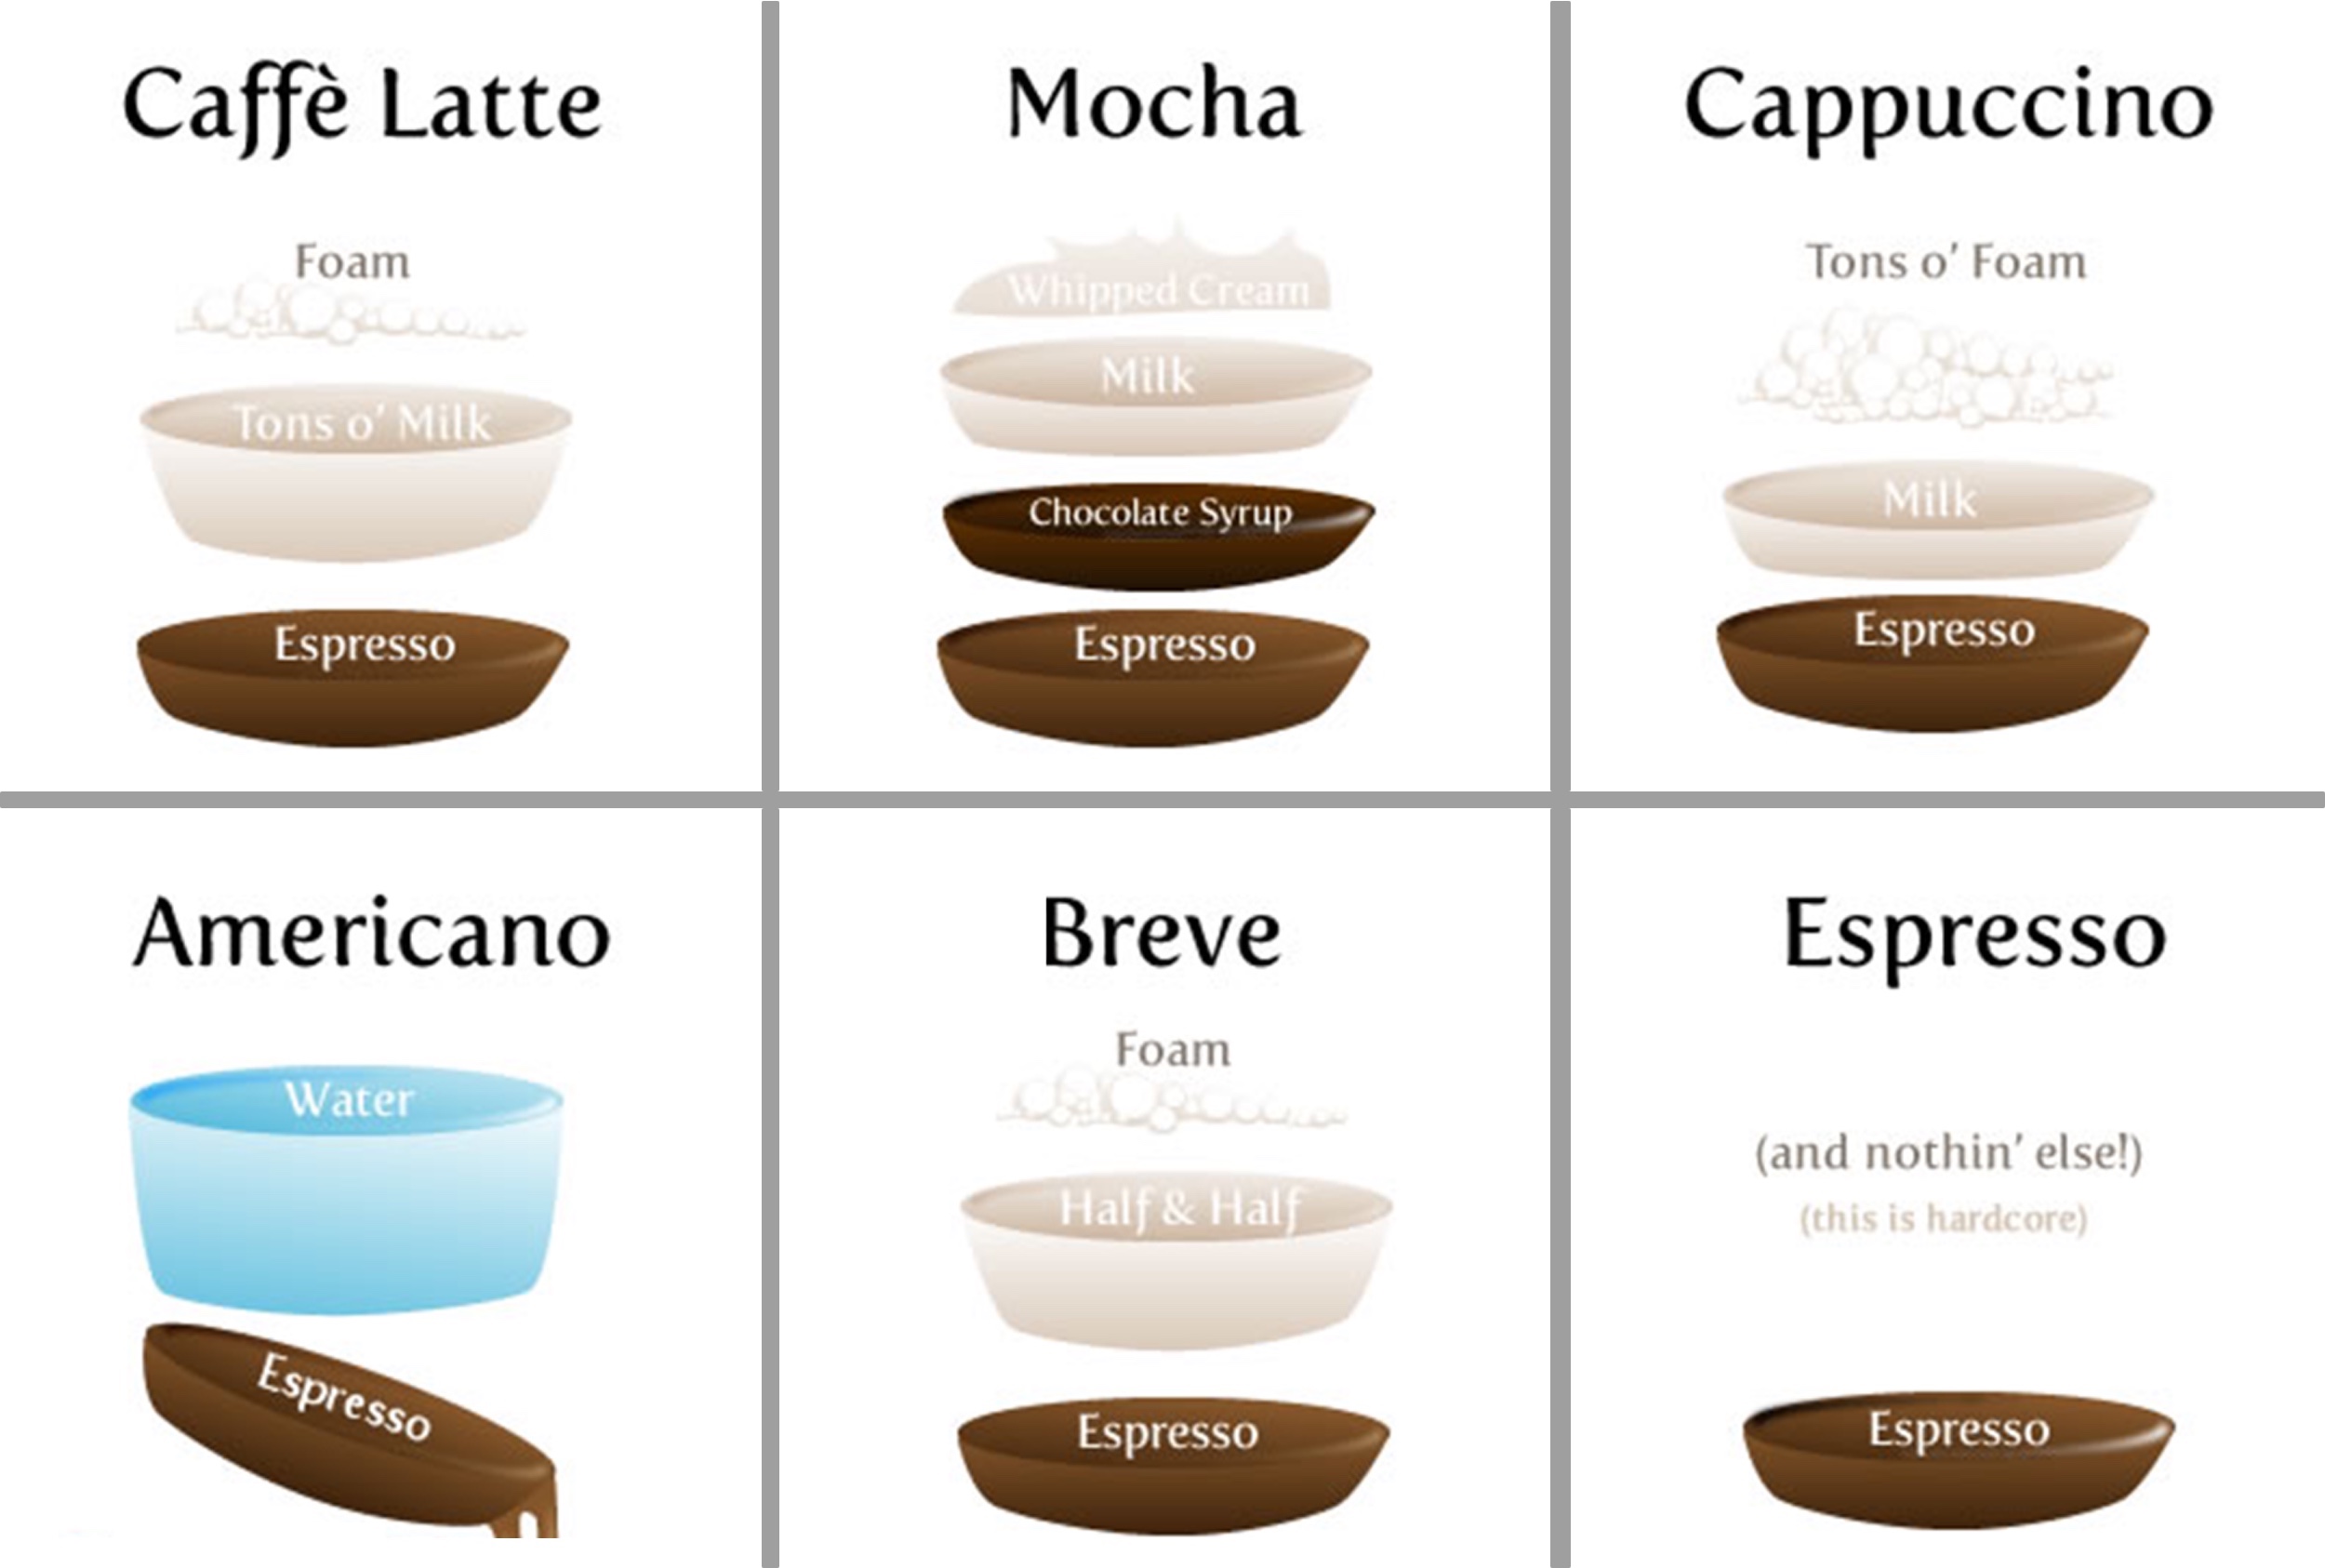 Caffè Latte
Foam
Tons o' Milk
Espresso
Mocha
Whipped Cream
Milk
Chocolate Syrup
Espresso
Cappuccino
Tons o' Foam
Milk
Espresso
Americano
Water
Espresso
Breve
Foam
Half & Half
Espresso
Espresso
(and nothin' else!)
(this is hardcore)
Espresso